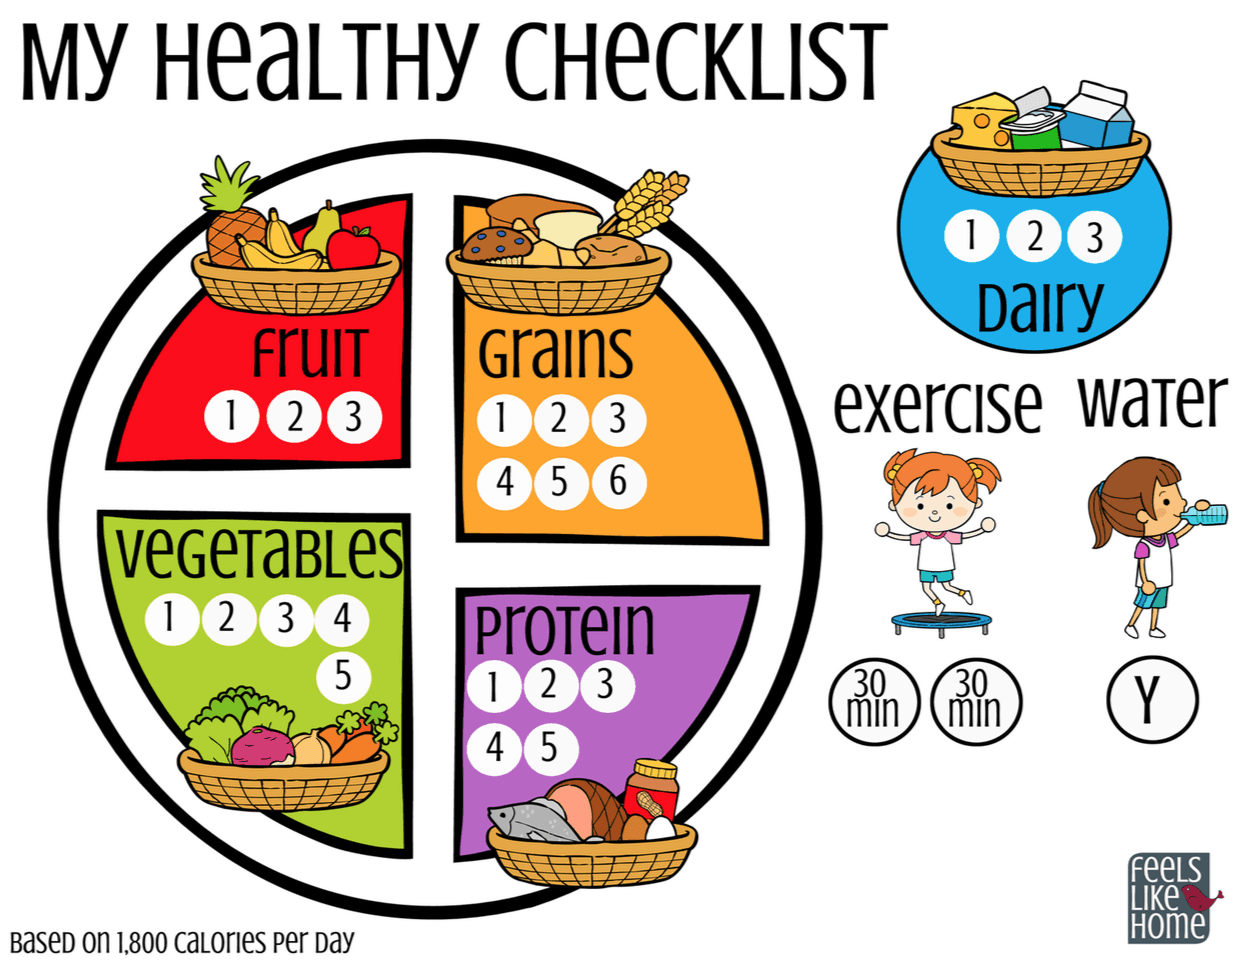 My Healthy Checklist
1 2 3
Dairy
Fruit
1 2 3
Grains
1 2 3
4 5 6
Vegetables
1 2 3 4
5
Protein
1 2 3
4 5
exercise
30 min
30 min
water
Y
Based on 1,800 calories per day
Feels
Like
Home